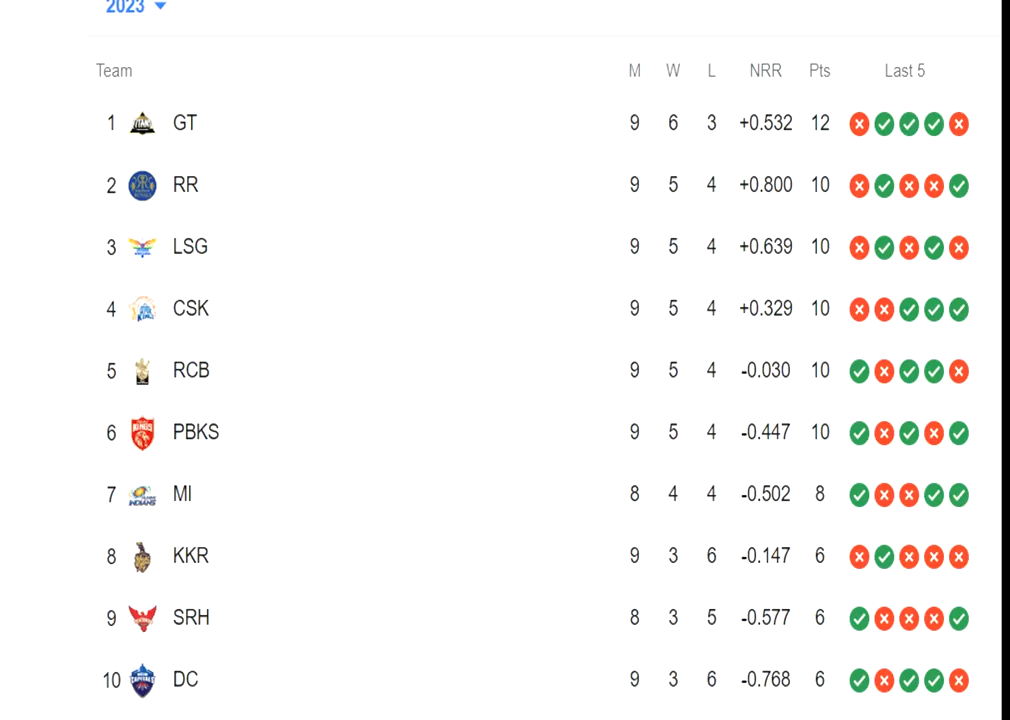 2023
Team M W L NRR Pts Last 5
1 GT 9 6 3 +0.532 12
2 RR 9 5 4 +0.800 10
3 LSG 9 5 4 +0.639 10
4 CSK 9 5 4 +0.329 10
5 RCB 9 5 4 -0.030 10
6 PBKS 9 5 4 -0.447 10
7 MI 8 4 4 -0.502 8
8 KKR 9 3 6 -0.147 6
9 SRH 8 3 5 -0.577 6
10 DC 9 3 6 -0.768 6